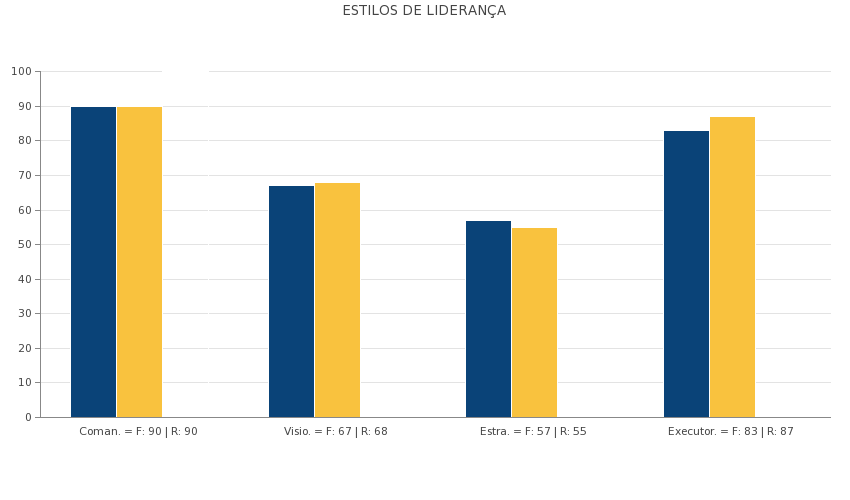 ESTILOS DE LIDERANÇA
100
90
80
70
60
50
40
30
20
10
0
Coman. = F: 90 | R: 90
Visio. = F: 67 | R: 68
Estra. = F: 57 | R: 55
Executor. = F: 83 | R: 87